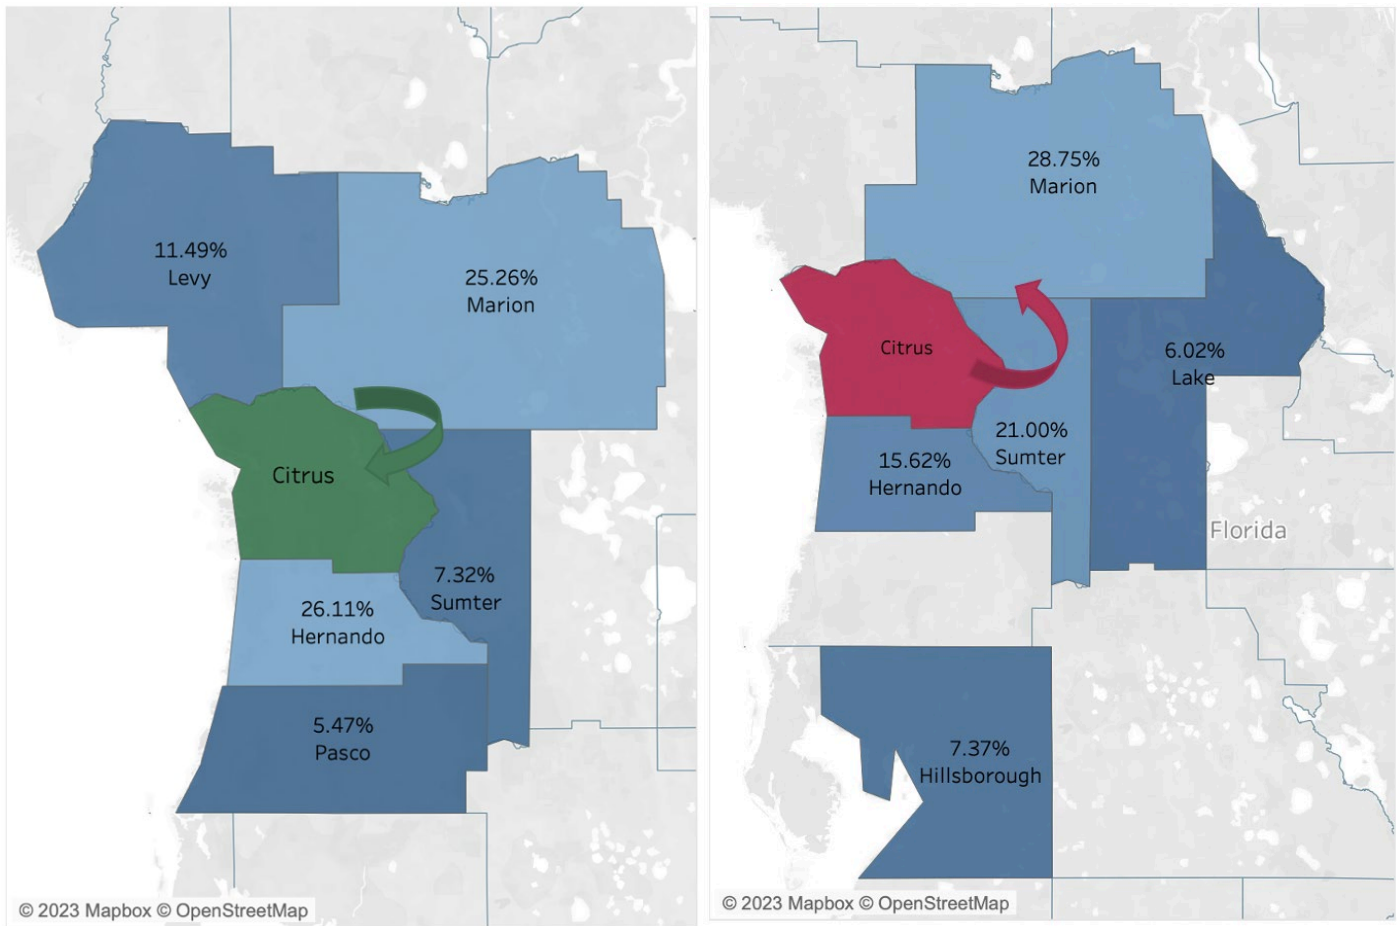 11.49%
Levy
25.26%
Marion
Citrus
7.32%
Sumter
26.11%
Hernando
5.47%
Pasco
© 2023 Mapbox © OpenStreetMap
28.75%
Marion
Citrus
6.02%
Lake
21.00%
Sumter
15.62%
Hernando
Florida
7.37%
Hillsborough
© 2023 Mapbox © OpenStreetMap